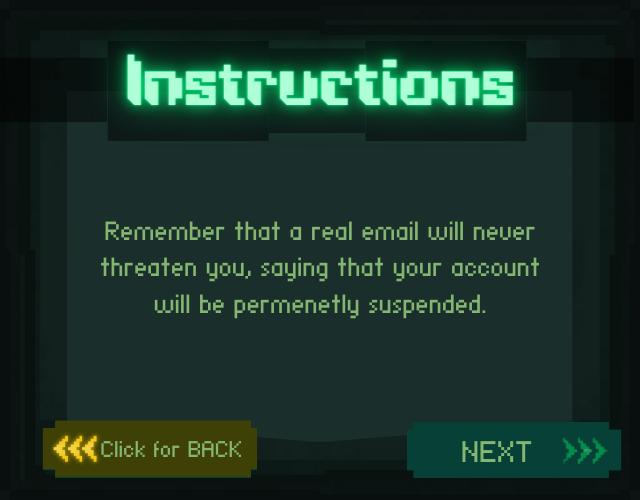 Instructions
Remember that a real email will never
threaten you, saying that your account
will be permenetly suspended.
Click for BACK
NEXT